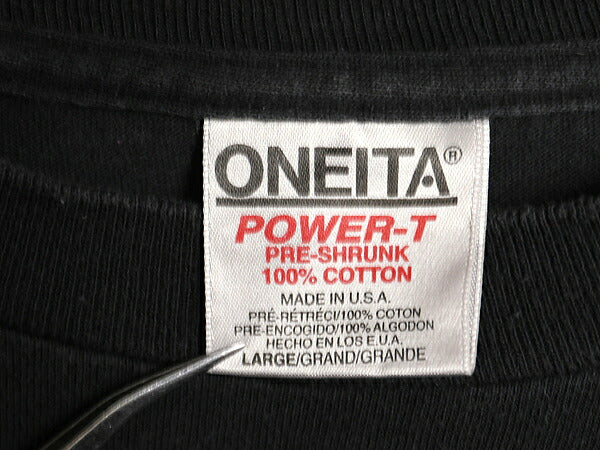 ONEITA®
POWER-T
PRE-SHRUNK
100% COTTON
MADE IN U.S.A.
PRÉ-RÉTRÉCI/100% COTON
PRE-ENCOGIDO/100% ALGODON
HECHO EN LOS E.U.A.
LARGE/GRAND/GRANDE